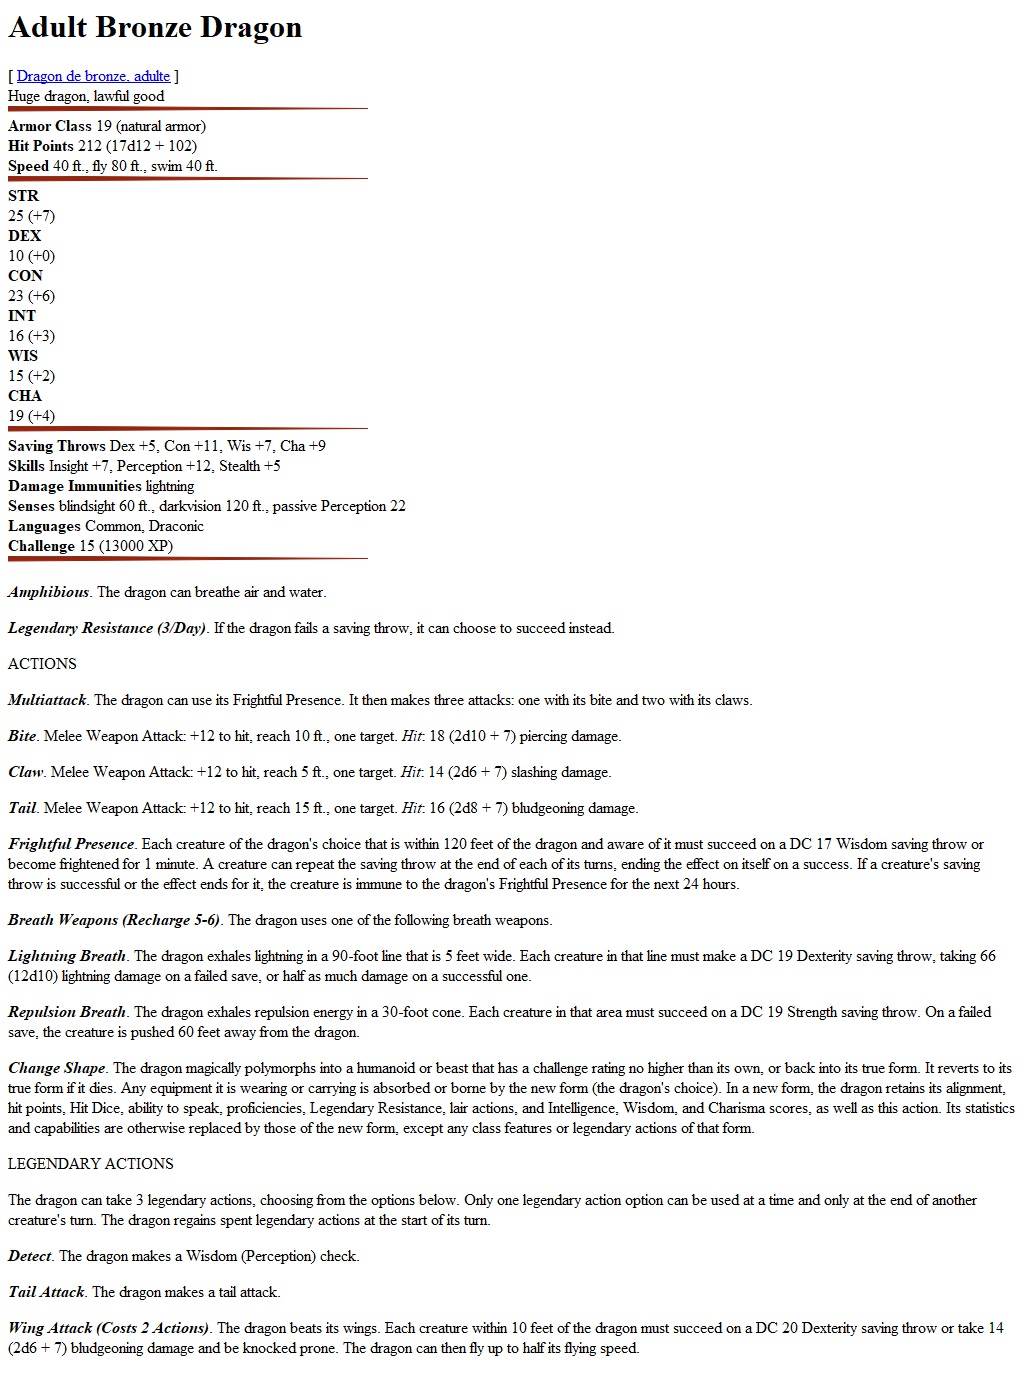 Adult Bronze Dragon
[ Dragon de bronze, adulte ]
Huge dragon, lawful good
Armor Class 19 (natural armor)
Hit Points 212 (17d12 + 102)
Speed 40 ft., fly 80 ft., swim 40 ft.
STR
25 (+7)
DEX
10 (+0)
CON
23 (+6)
INT
16 (+3)
WIS
15 (+2)
CHA
19 (+4)
Saving Throws Dex +5, Con +11, Wis +7, Cha +9
Skills Insight +7, Perception +12, Stealth +5
Damage Immunities lightning
Senses blindsight 60 ft., darkvision 120 ft., passive Perception 22
Languages Common, Draconic
Challenge 15 (13000 XP)
Amphibious. The dragon can breathe air and water.
Legendary Resistance (3/Day). If the dragon fails a saving throw, it can choose to succeed instead.
ACTIONS
Multiattack. The dragon can use its Frightful Presence. It then makes three attacks: one with its bite and two with its claws.
Bite. Melee Weapon Attack: +12 to hit, reach 10 ft., one target. Hit: 18 (2d10 + 7) piercing damage.
Claw. Melee Weapon Attack: +12 to hit, reach 5 ft., one target. Hit: 14 (2d6 + 7) slashing damage.
Tail. Melee Weapon Attack: +12 to hit, reach 15 ft., one target. Hit: 16 (2d8 + 7) bludgeoning damage.
Frightful Presence. Each creature of the dragon's choice that is within 120 feet of the dragon and aware of it must succeed on a DC 17 Wisdom saving throw or
become frightened for 1 minute. A creature can repeat the saving throw at the end of each of its turns, ending the effect on itself on a success. If a creature's saving
throw is successful or the effect ends for it, the creature is immune to the dragon's Frightful Presence for the next 24 hours.
Breath Weapons (Recharge 5-6). The dragon uses one of the following breath weapons.
Lightning Breath. The dragon exhales lightning in a 90-foot line that is 5 feet wide. Each creature in that line must make a DC 19 Dexterity saving throw, taking 66
(12d10) lightning damage on a failed save, or half as much damage on a successful one.
Repulsion Breath. The dragon exhales repulsion energy in a 30-foot cone. Each creature in that area must succeed on a DC 19 Strength saving throw. On a failed
save, the creature is pushed 60 feet away from the dragon.
Change Shape. The dragon magically polymorphs into a humanoid or beast that has a challenge rating no higher than its own, or back into its true form. It reverts to its
true form if it dies. Any equipment it is wearing or carrying is absorbed or borne by the new form (the dragon's choice). In a new form, the dragon retains its alignment,
hit points, Hit Dice, ability to speak, proficiencies, Legendary Resistance, lair actions, and Intelligence, Wisdom, and Charisma scores, as well as this action. Its statistics
and capabilities are otherwise replaced by those of the new form, except any class features or legendary actions of that form.
LEGENDARY ACTIONS
The dragon can take 3 legendary actions, choosing from the options below. Only one legendary action option can be used at a time and only at the end of another
creature's turn. The dragon regains spent legendary actions at the start of its turn.
Detect. The dragon makes a Wisdom (Perception) check.
Tail Attack. The dragon makes a tail attack.
Wing Attack (Costs 2 Actions). The dragon beats its wings. Each creature within 10 feet of the dragon must succeed on a DC 20 Dexterity saving throw or take 14
(2d6 + 7) bludgeoning damage and be knocked prone. The dragon can then fly up to half its flying speed.